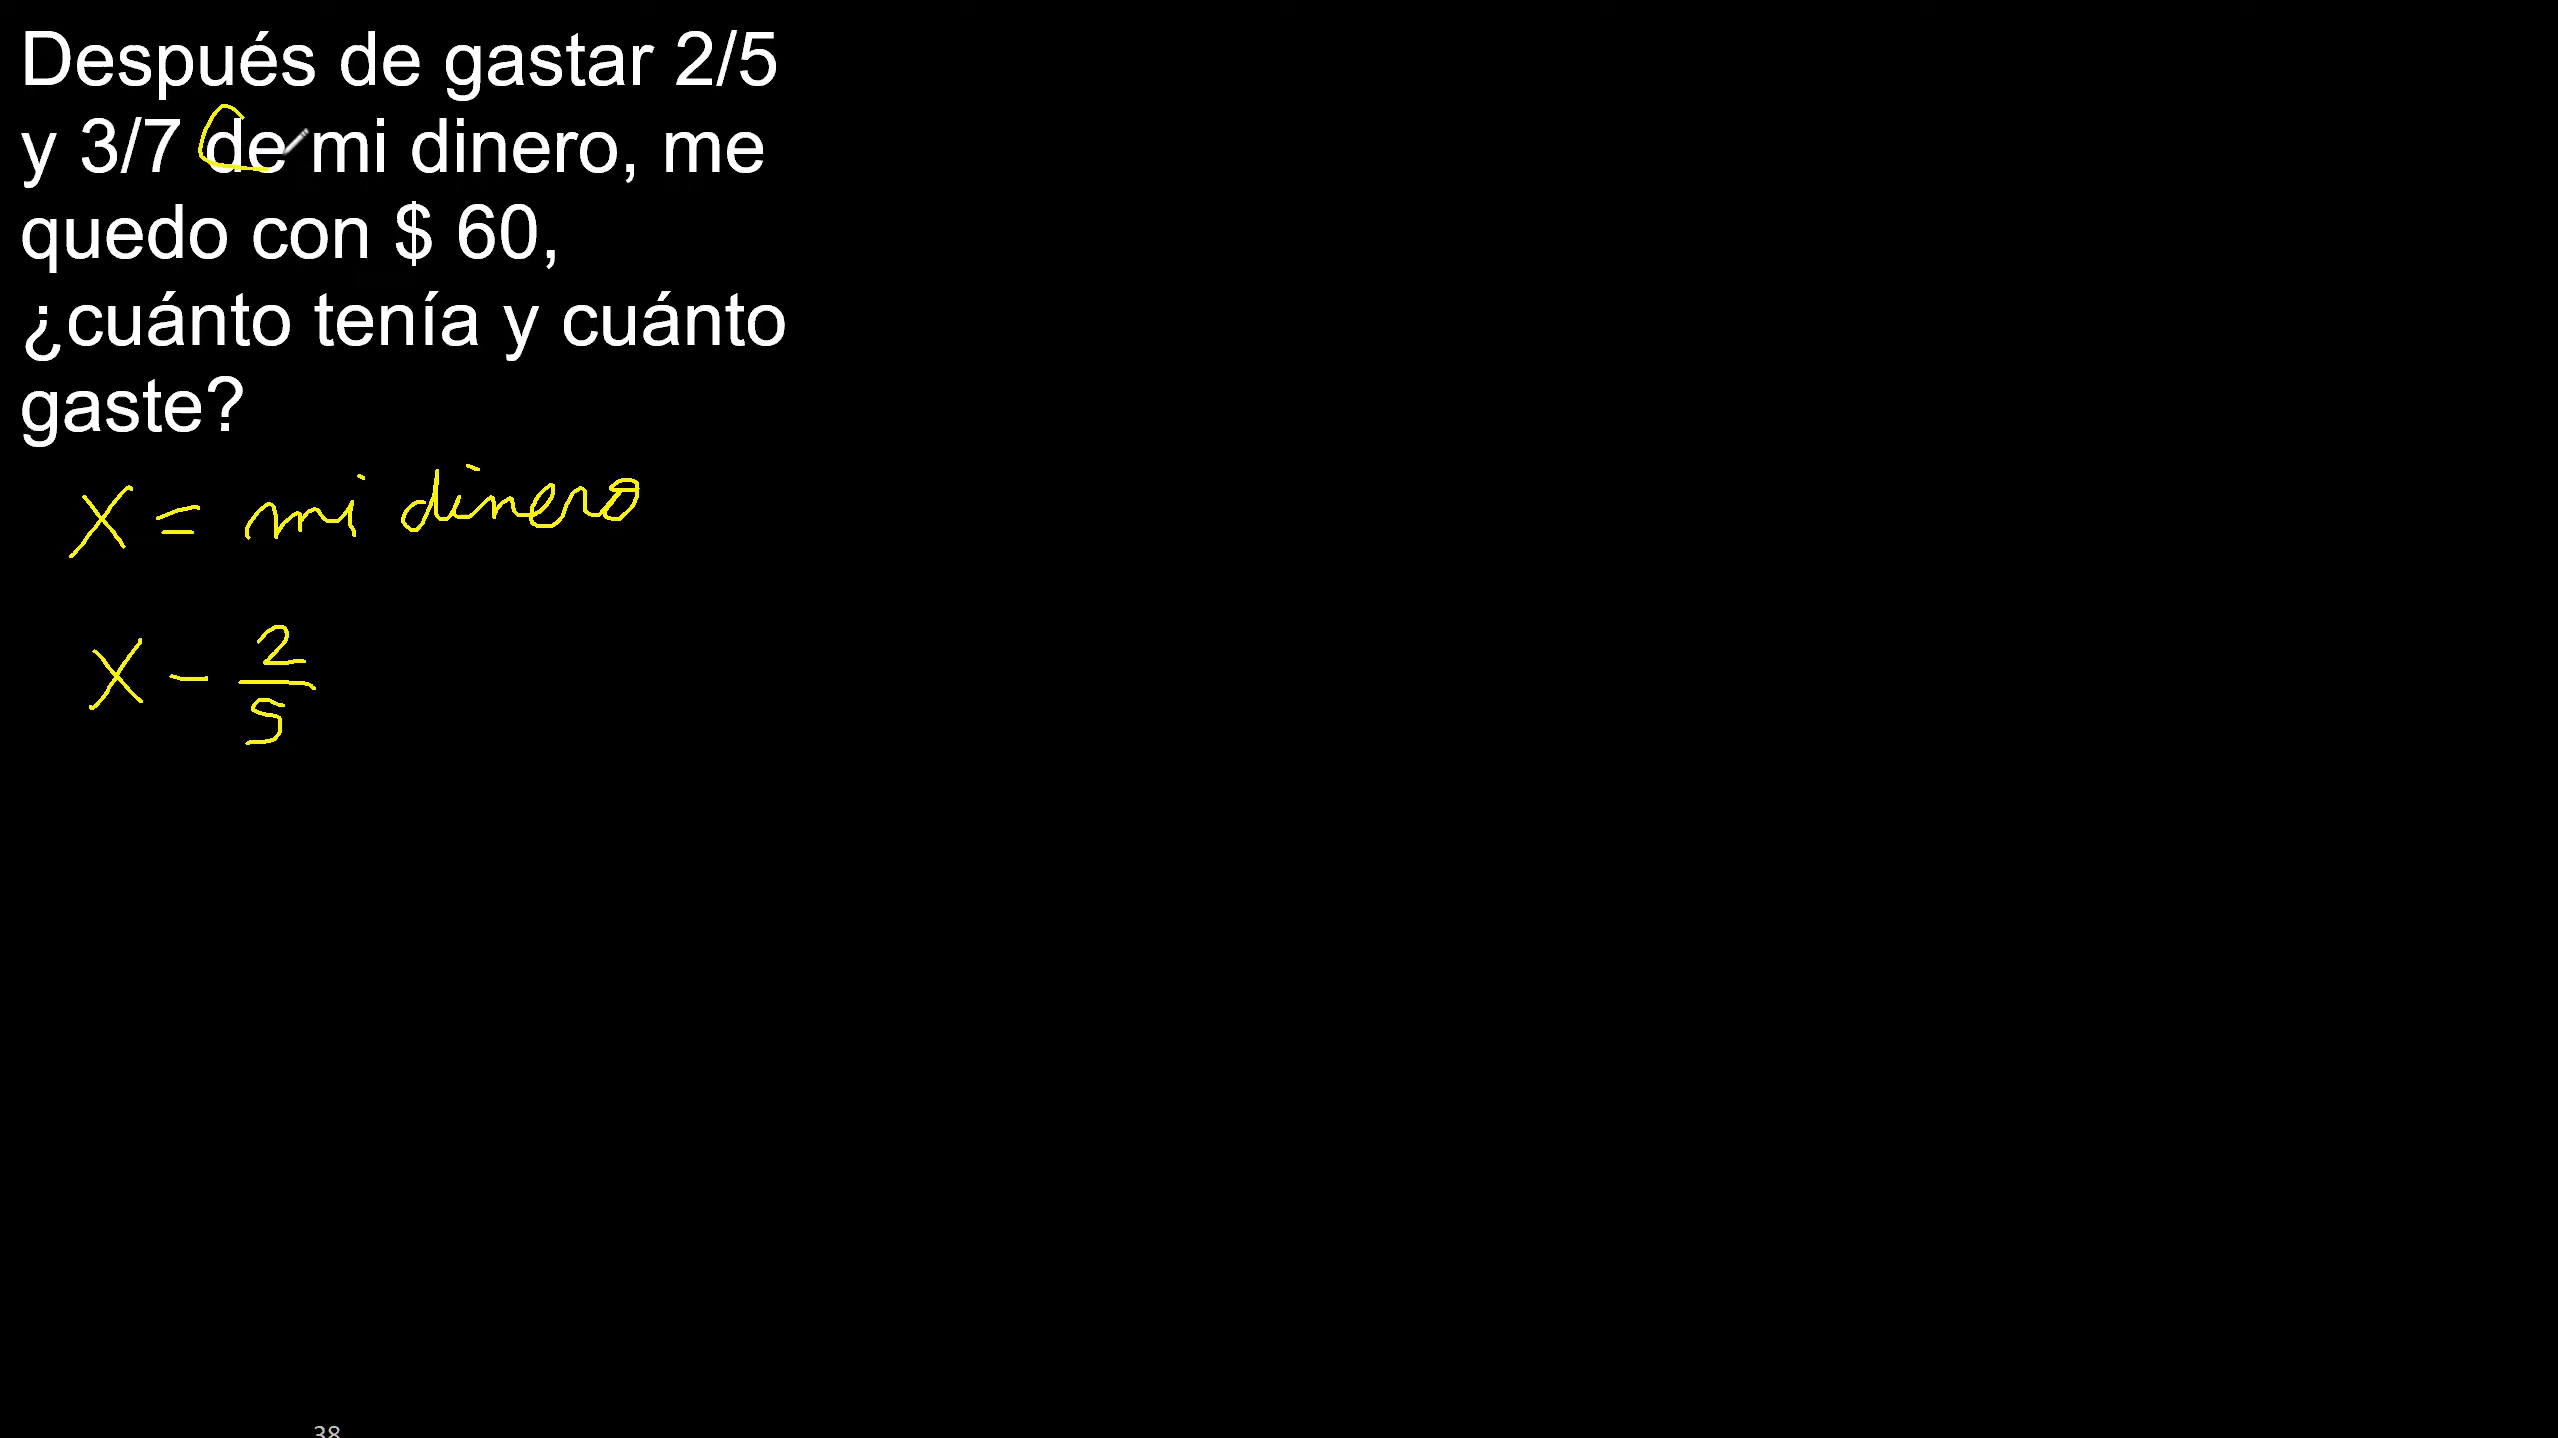 Después de gastar 2/5
y 3/7 de mi dinero, me
quedo con $ 60,
¿cuánto tenía y cuánto
gaste?
X = mi dinero
X - 2/5
38